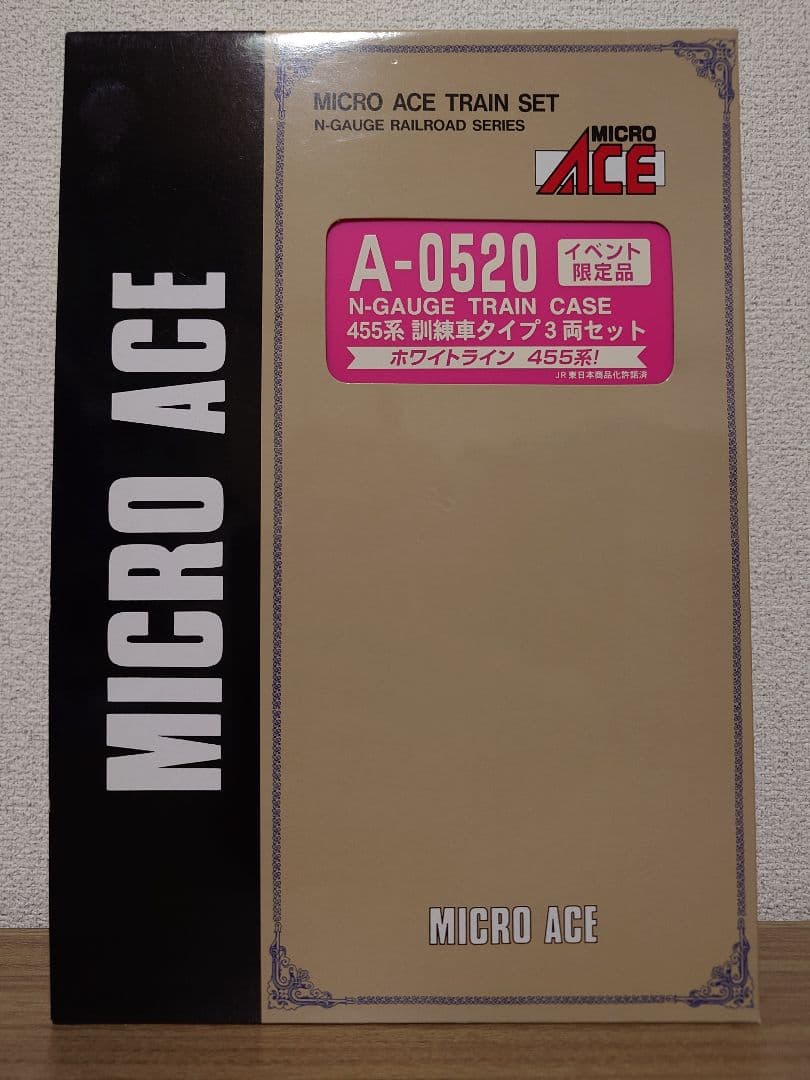 MICRO ACE
MICRO ACE TRAIN SET
N-GAUGE RAILROAD SERIES
MICRO
ACE
A-0520
イベント
限定品
N-GAUGE TRAIN CASE
455系 訓練車タイプ3両セット
ホワイトライン 455系!
JR東日本商品化許諾済
MICRO ACE